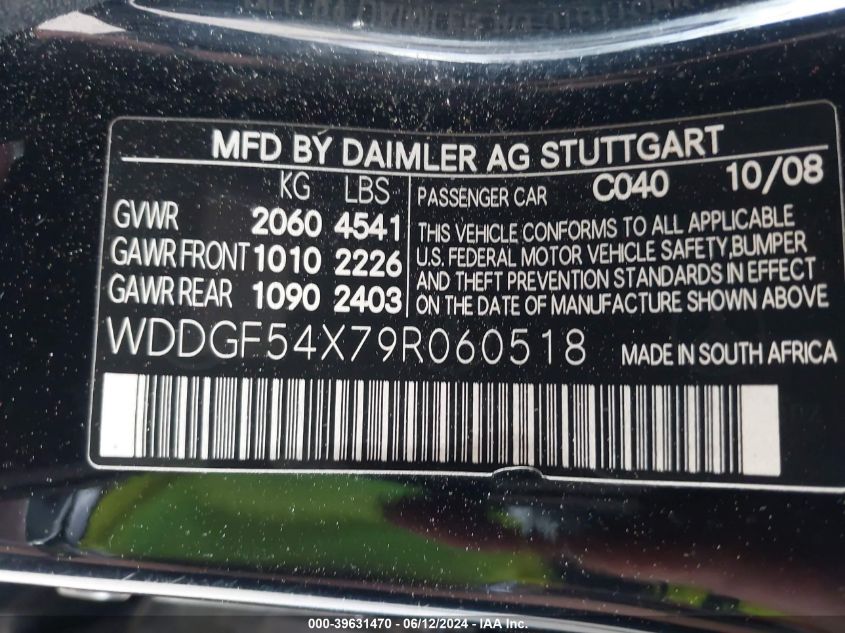 MFD BY DAIMLER AG STUTTGART
KG LBS
GVWR 2060 4541
GAWR FRONT 1010 2226
GAWR REAR 1090 2403
PASSENGER CAR C040 10/08
THIS VEHICLE CONFORMS TO ALL APPLICABLE
U.S. FEDERAL MOTOR VEHICLE SAFETY,BUMPER
AND THEFT PREVENTION STANDARDS IN EFFECT
ON THE DATE OF MANUFACTURE SHOWN ABOVE
WDDGF54X79R060518 MADE IN SOUTH AFRICA
000-39631470 - 06/12/2024 - IAA Inc.